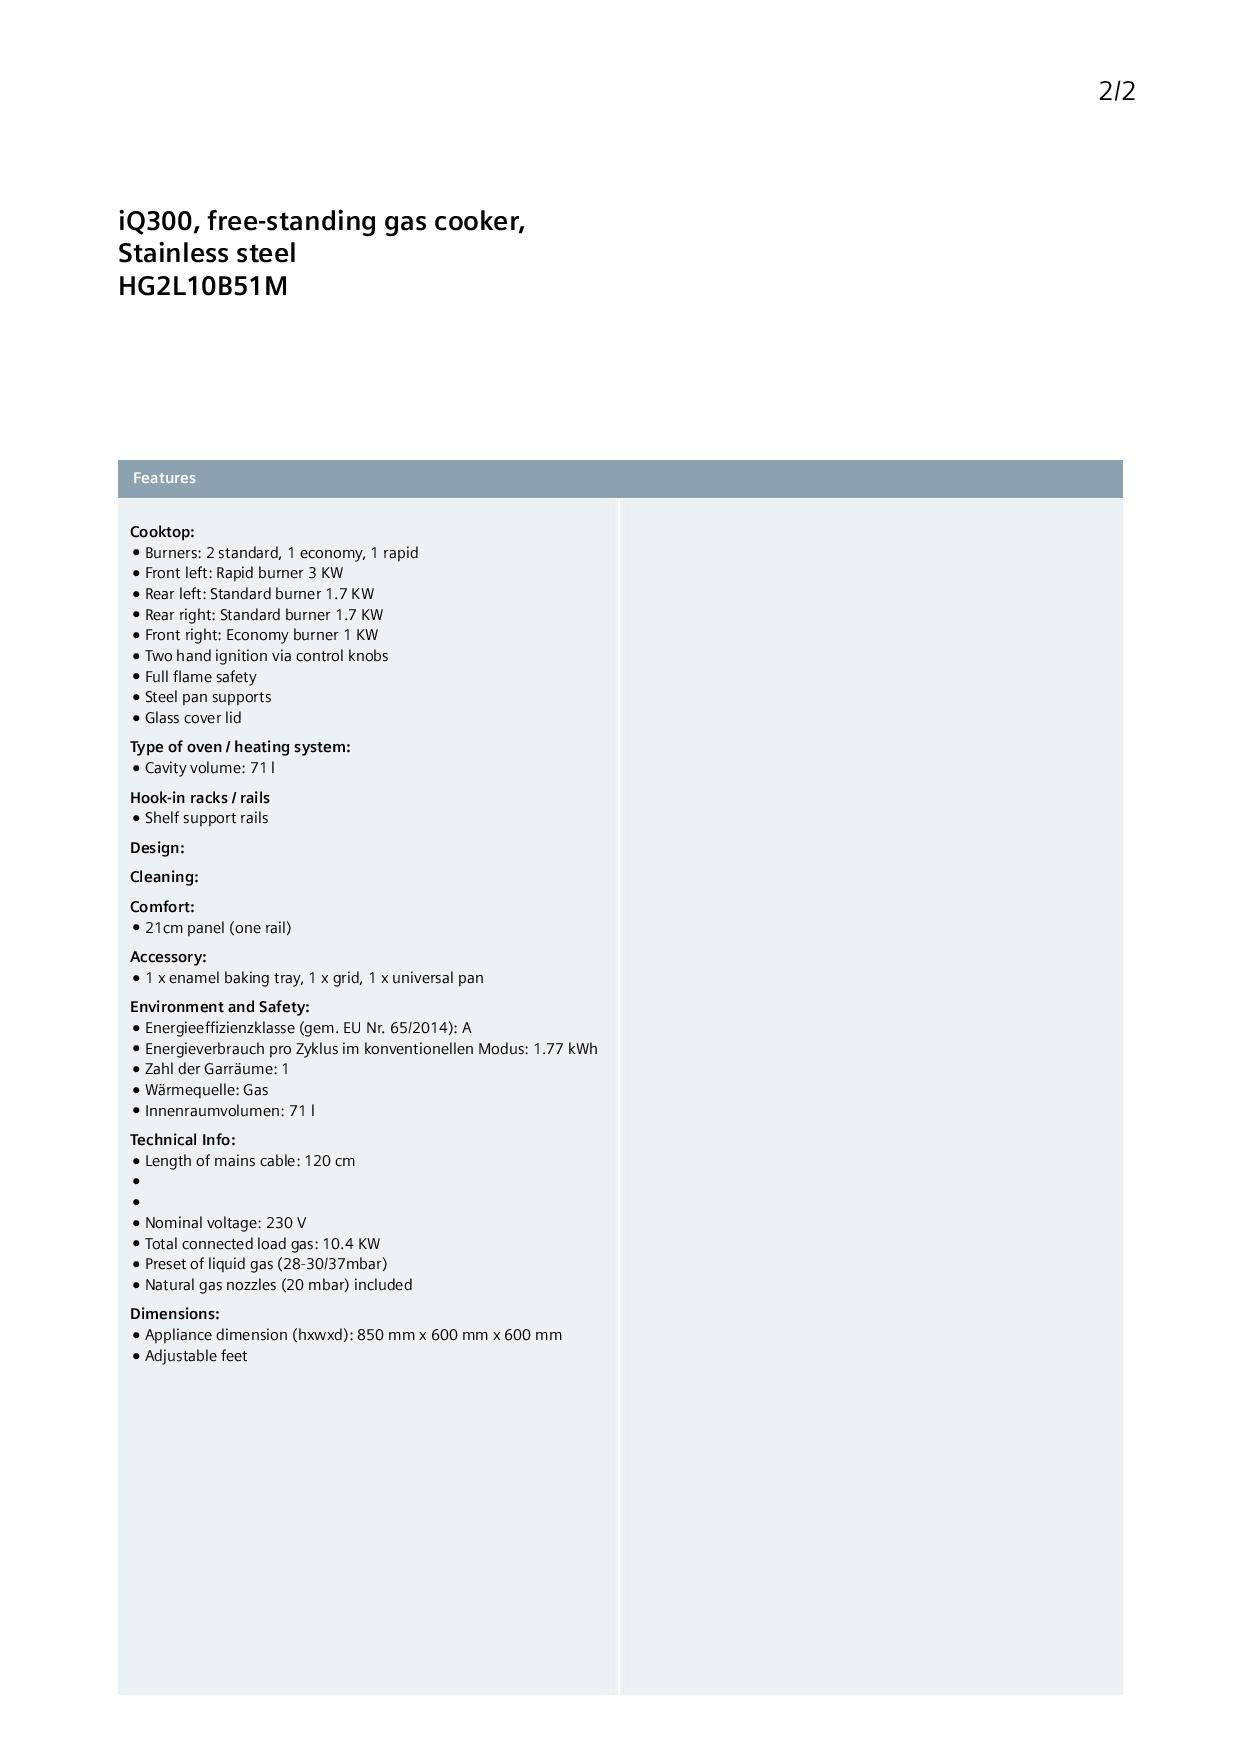 2/2
iQ300, free-standing gas cooker,
Stainless steel
HG2L10B51M
Features
Cooktop:
• Burners: 2 standard, 1 economy, 1 rapid
• Front left: Rapid burner 3 KW
• Rear left: Standard burner 1.7 KW
• Rear right: Standard burner 1.7 KW
• Front right: Economy burner 1 KW
• Two hand ignition via control knobs
• Full flame safety
• Steel pan supports
• Glass cover lid
Type of oven / heating system:
• Cavity volume: 71 l
Hook-in racks / rails
• Shelf support rails
Design:
Cleaning:
Comfort:
• 21cm panel (one rail)
Accessory:
• 1 x enamel baking tray, 1 x grid, 1 x universal pan
Environment and Safety:
• Energieeffizienzklasse (gem. EU Nr. 65/2014): A
• Energieverbrauch pro Zyklus im konventionellen Modus: 1.77 kWh
• Zahl der Garräume: 1
• Wärmequelle: Gas
• Innenraumvolumen: 71 l
Technical Info:
• Length of mains cable: 120 cm
•
•
• Nominal voltage: 230 V
• Total connected load gas: 10.4 KW
• Preset of liquid gas (28-30/37mbar)
• Natural gas nozzles (20 mbar) included
Dimensions:
• Appliance dimension (hxwxd): 850 mm x 600 mm x 600 mm
• Adjustable feet